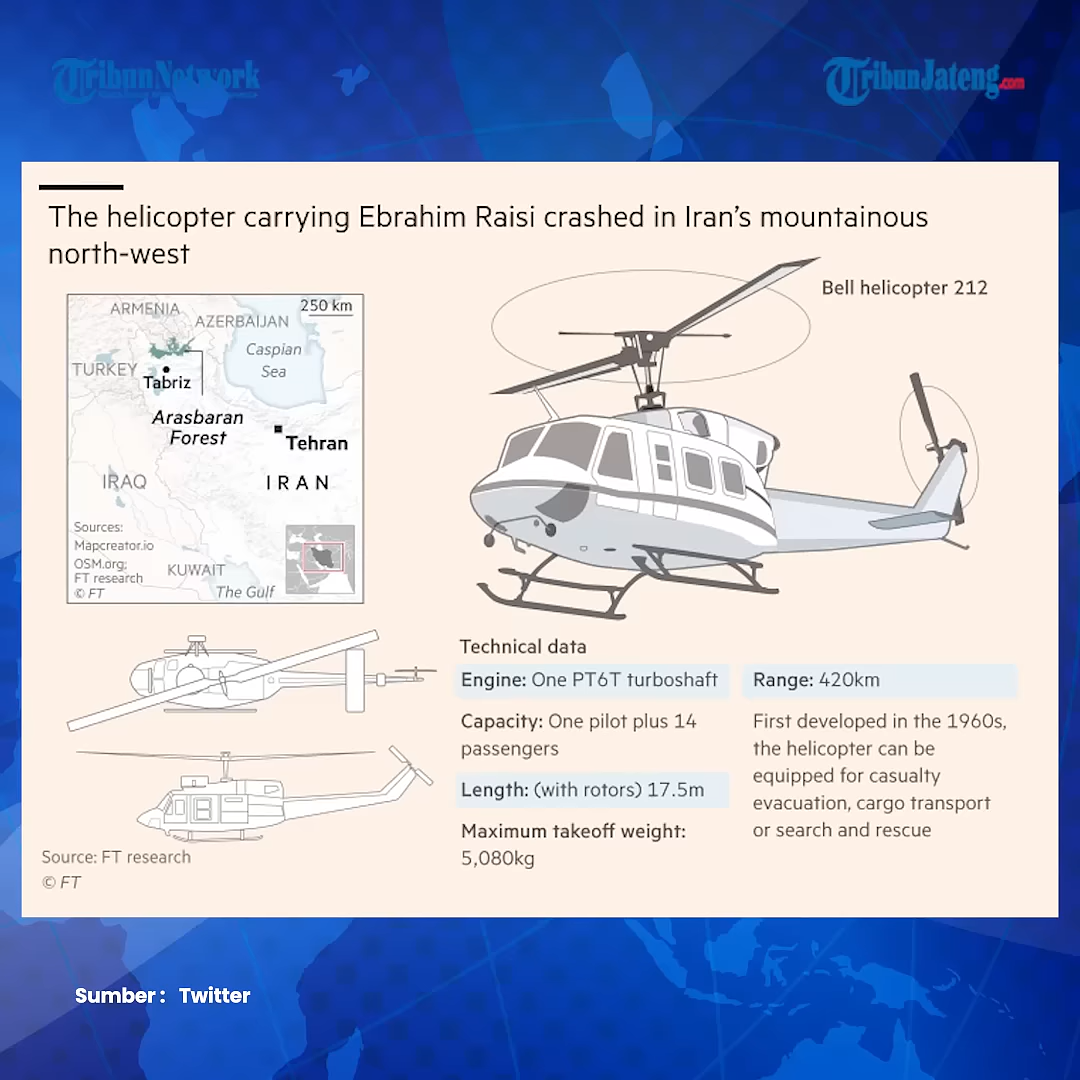 TribunNetwork
TribunJateng.com
The helicopter carrying Ebrahim Raisi crashed in Iran’s mountainous
north-west
ARMENIA
250 km
AZERBAIJAN
Caspian
Sea
TURKEY
Tabriz
Arasbaran
Forest
Tehran
IRAQ
IRAN
Sources:
Mapcreator.io
OSM.org;
FT research
© FT
KUWAIT
The Gulf
Bell helicopter 212
Technical data
Engine: One PT6T turboshaft
Capacity: One pilot plus 14
passengers
Length: (with rotors) 17.5m
Maximum takeoff weight:
5,080kg
Range: 420km
First developed in the 1960s,
the helicopter can be
equipped for casualty
evacuation, cargo transport
or search and rescue
Source: FT research
© FT
Sumber : Twitter